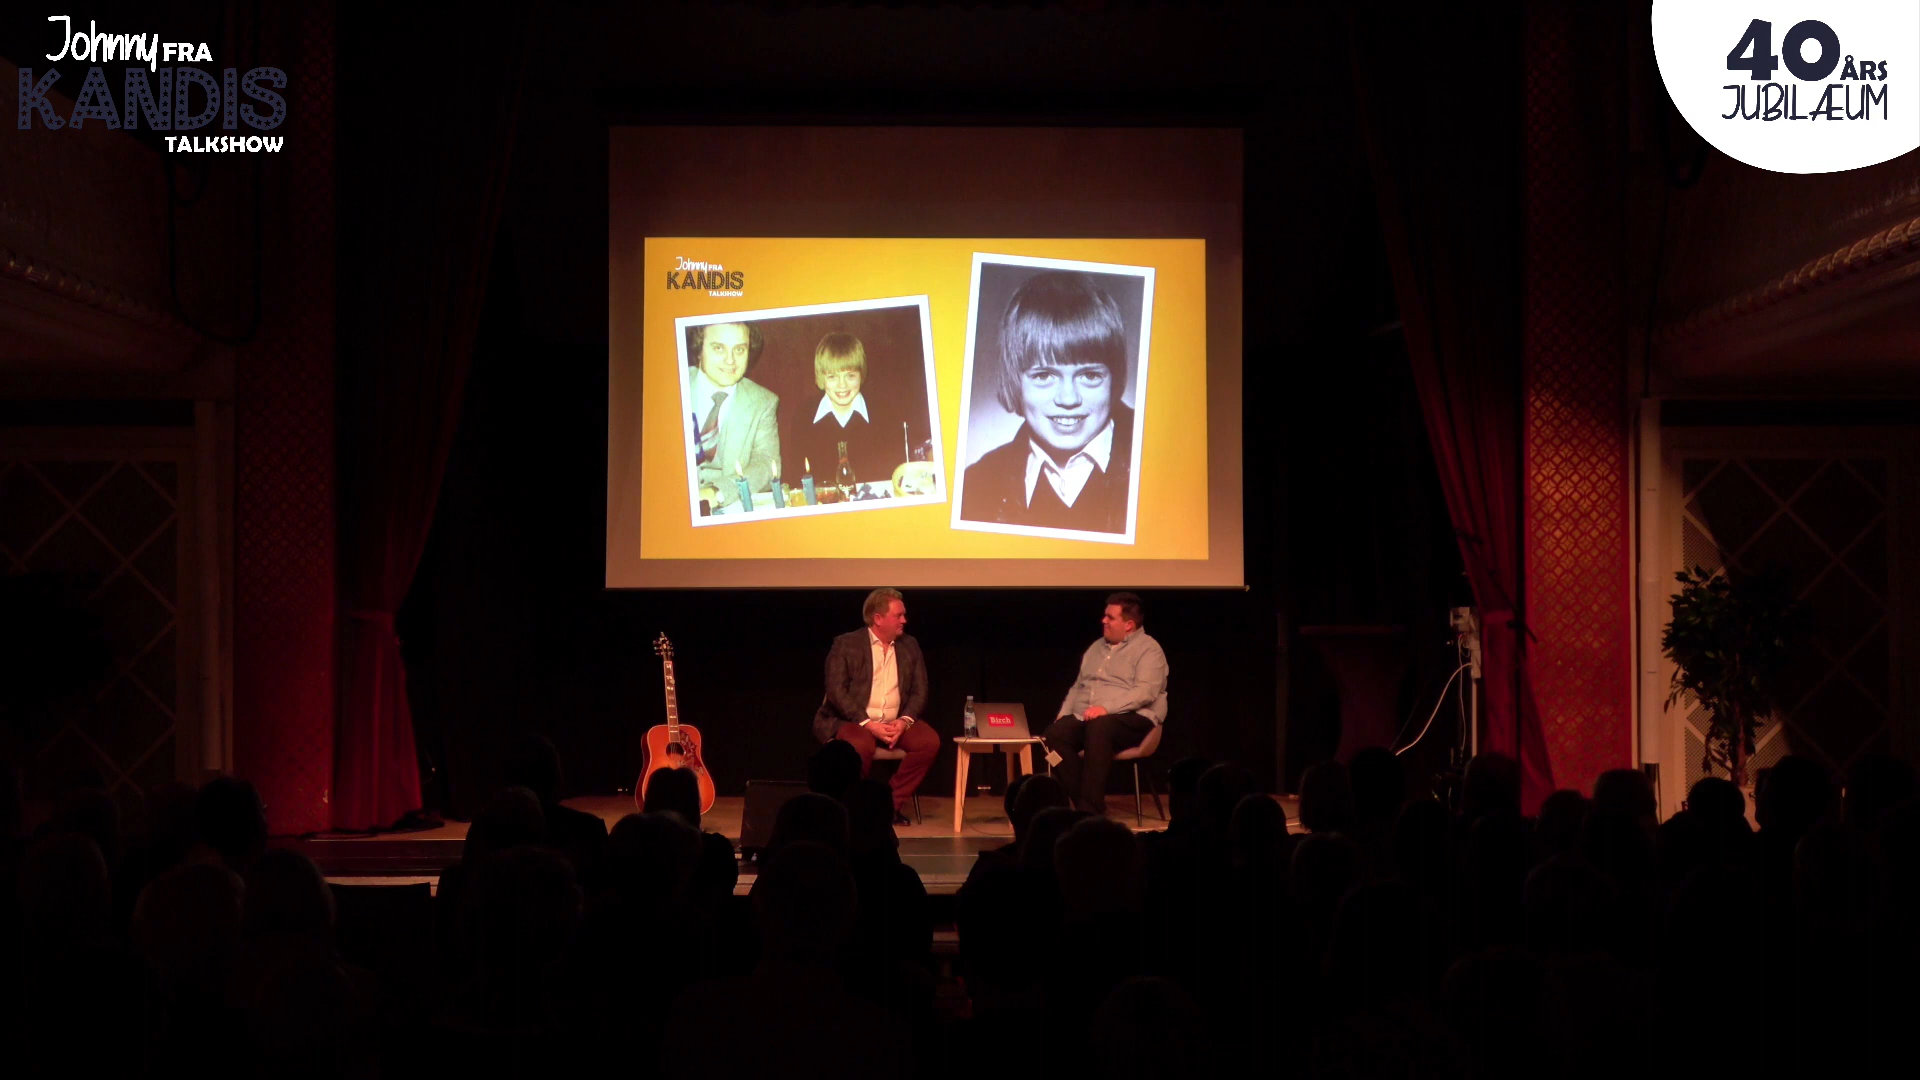 Johnny FRA
KANDIS
TALKSHOW
40 ÅRS
JUBILÆUM
Johnny FRA
KANDIS
TALKSHOW
Birch